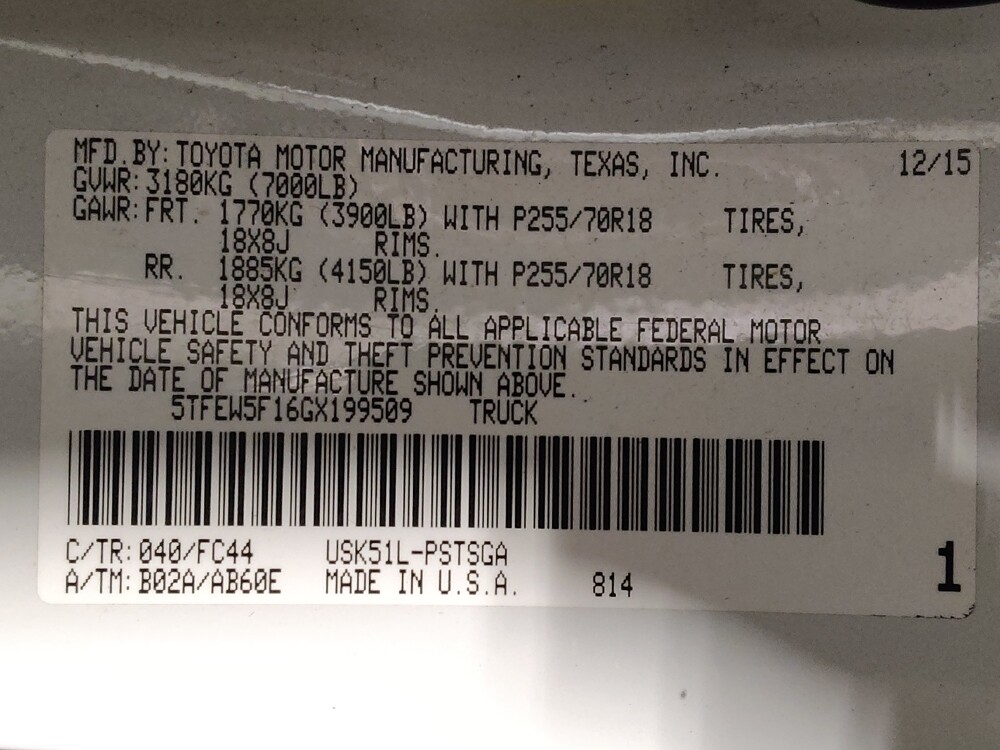 MFD.BY: TOYOTA MOTOR MANUFACTURING, TEXAS, INC. 12/15
GVWR: 3180KG (7000LB)
GAWR: FRT. 1770KG (3900LB) WITH P255/70R18 TIRES,
18X8J RIMS.
RR. 1885KG (4150LB) WITH P255/70R18 TIRES,
18X8J RIMS.
THIS VEHICLE CONFORMS TO ALL APPLICABLE FEDERAL MOTOR
VEHICLE SAFETY AND THEFT PREVENTION STANDARDS IN EFFECT ON
THE DATE OF MANUFACTURE SHOWN ABOVE.
5TFEW5F16GX199509 TRUCK
C/TR: 040/FC44 USK51L-PSTSGA
A/TM: B02A/AB60E MADE IN U.S.A. 814 1